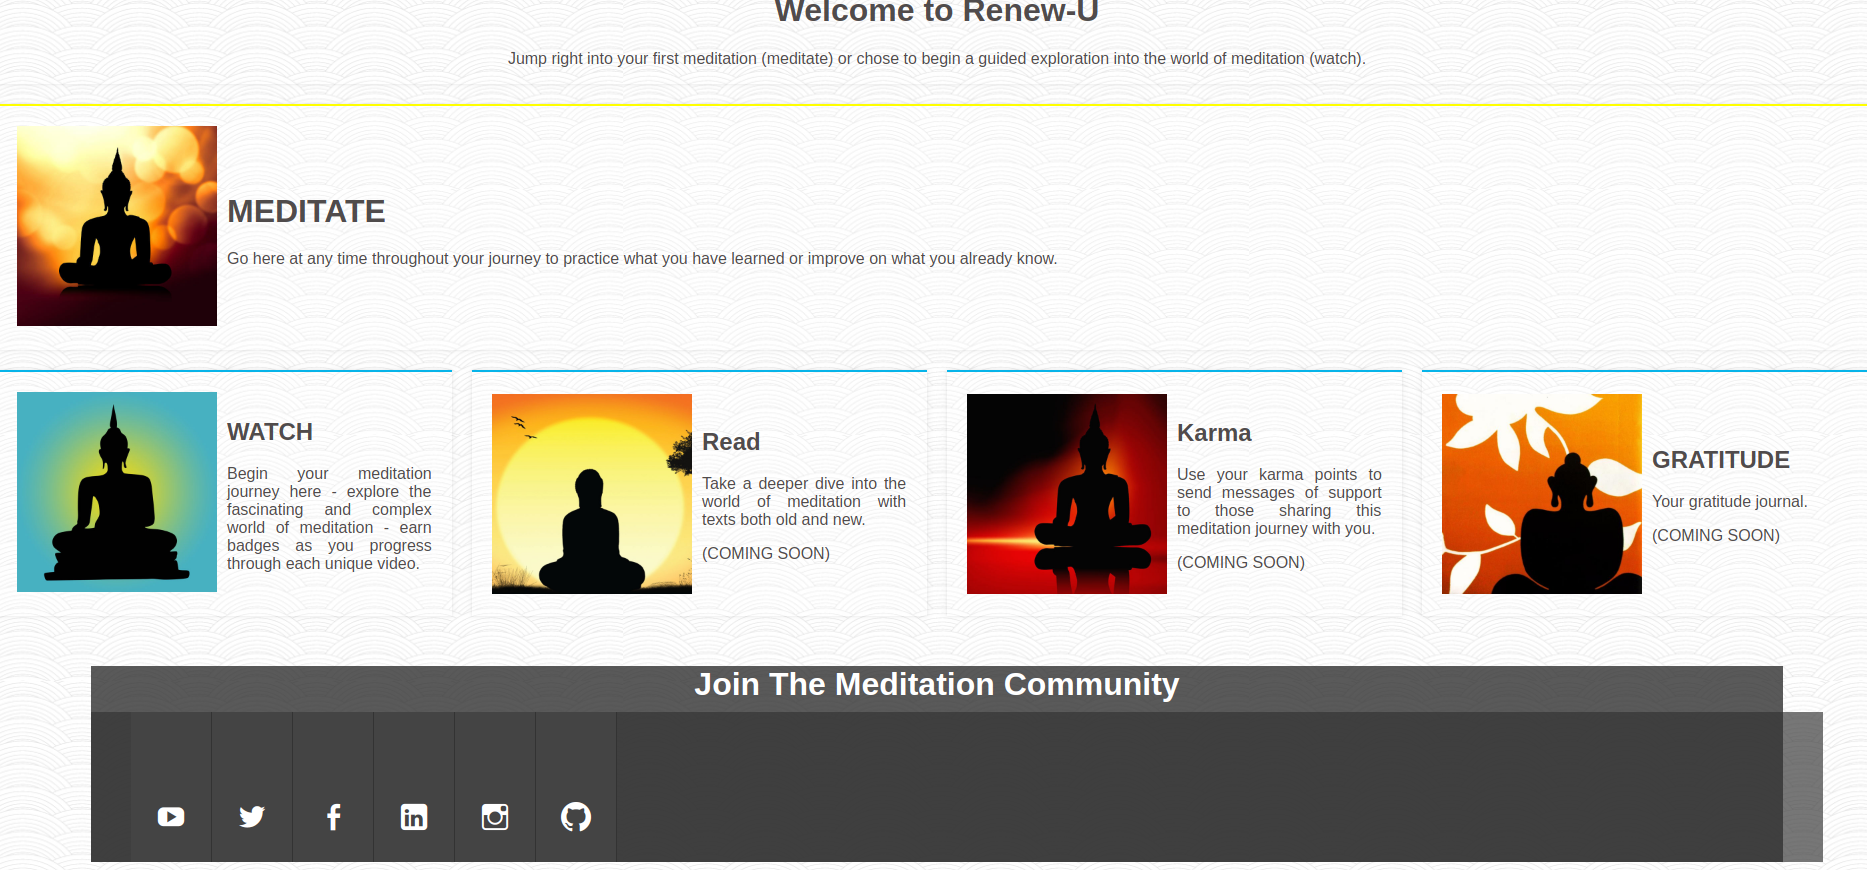 Welcome to Renew-U
Jump right into your first meditation (meditate) or chose to begin a guided exploration into the world of meditation (watch).
MEDITATE
Go here at any time throughout your journey to practice what you have learned or improve on what you already know.
WATCH
Begin your meditation
journey here - explore the
fascinating and complex
world of meditation - earn
badges as you progress
through each unique video.
Read
Take a deeper dive into the
world of meditation with
texts both old and new.
(COMING SOON)
Karma
Use your karma points to
send messages of support
to those sharing this
meditation journey with you.
(COMING SOON)
GRATITUDE
Your gratitude journal.
(COMING SOON)
Join The Meditation Community